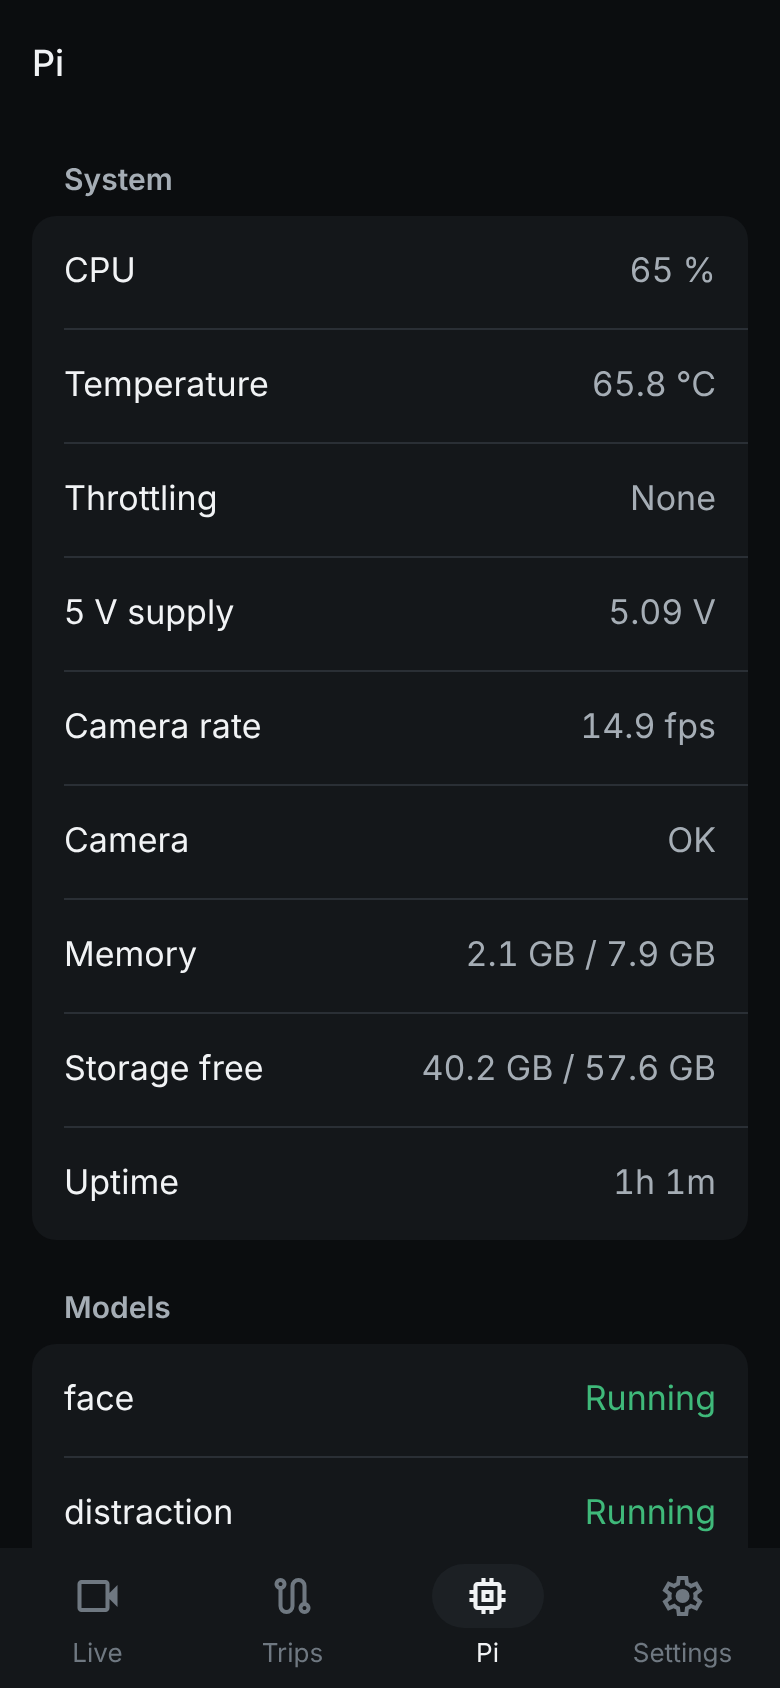 Pi
System
CPU 65 %
Temperature 65.8 °C
Throttling None
5 V supply 5.09 V
Camera rate 14.9 fps
Camera OK
Memory 2.1 GB / 7.9 GB
Storage free 40.2 GB / 57.6 GB
Uptime 1h 1m
Models
face Running
distraction Running
Live Trips Pi Settings